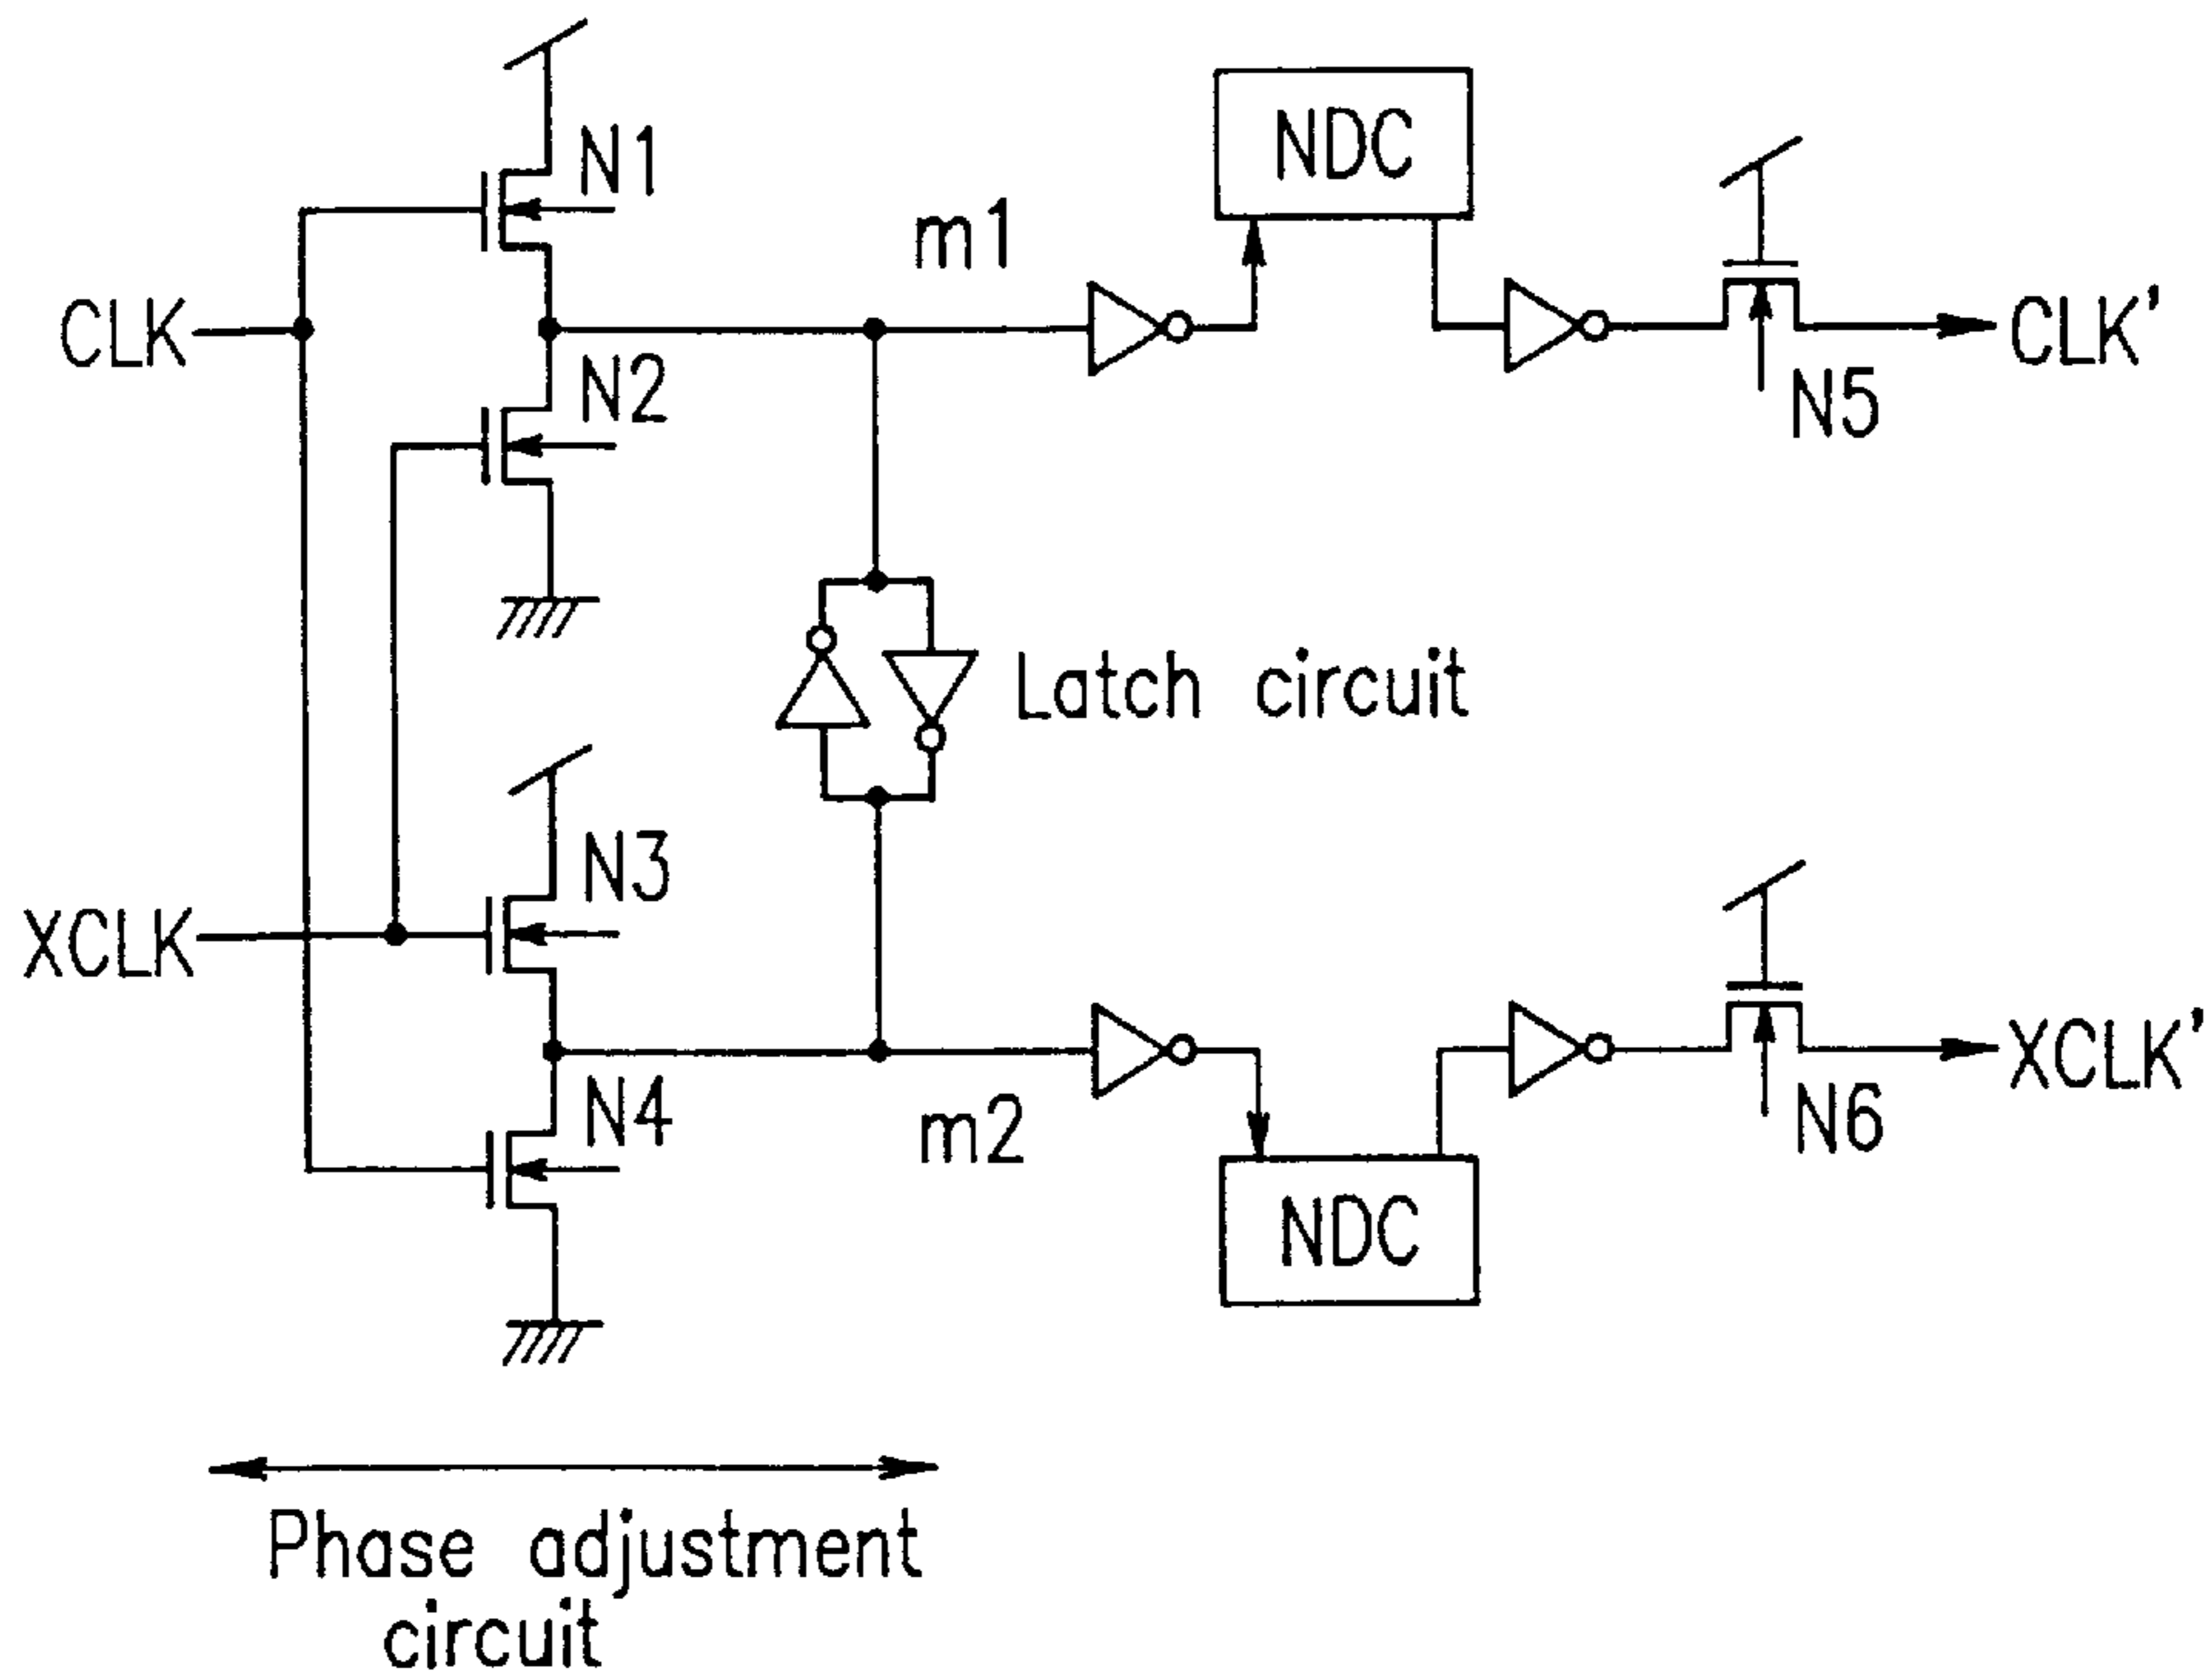 N1
NDC
m1
CLK
CLK'
N2
N5
Latch circuit
N3
XCLK
XCLK'
N4
m2
N6
NDC
Phase adjustment
circuit